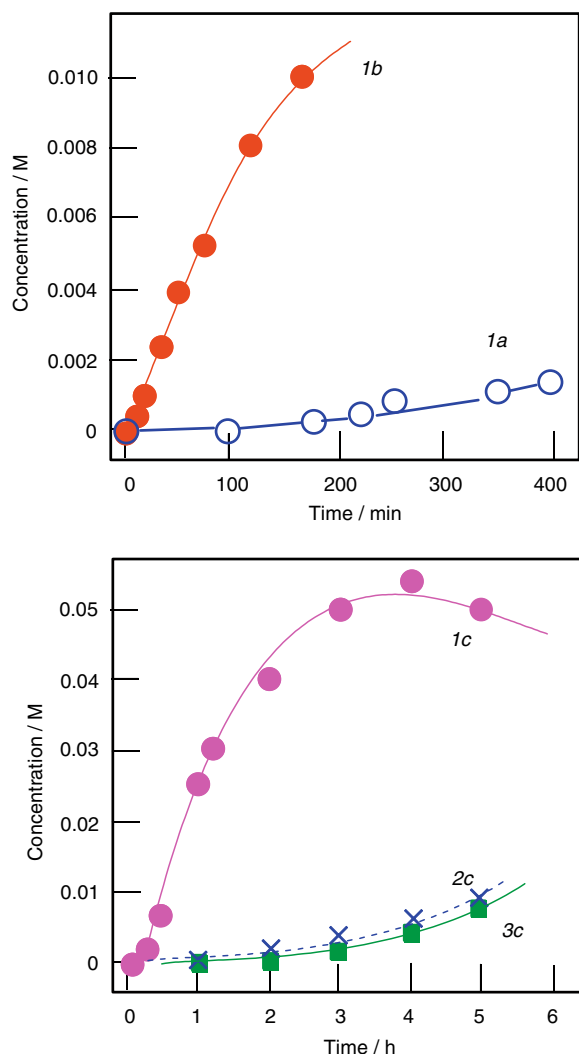 0.010
0.008
0.006
0.004
0.002
0
Concentration / M
1b
1a
0 100 200 300 400
Time / min
0.05
0.04
0.03
0.02
0.01
0
Concentration / M
1c
2c
3c
0 1 2 3 4 5 6
Time / h